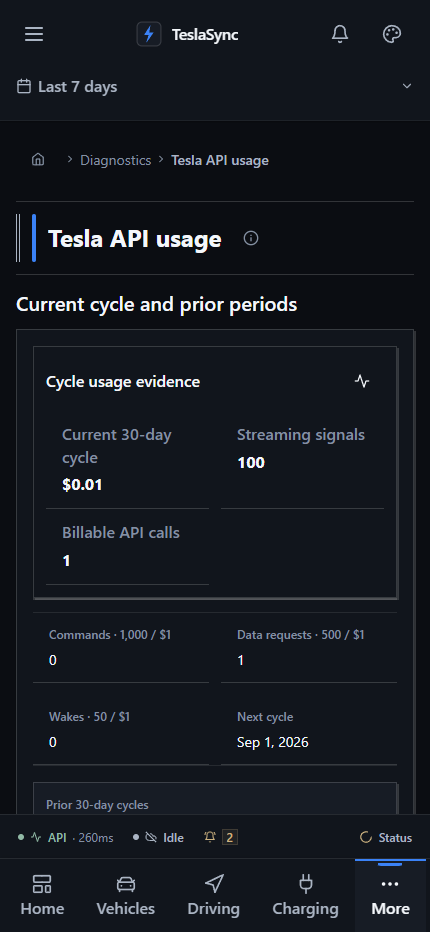 TeslaSync
Last 7 days
Diagnostics
Tesla API usage
Tesla API usage
Current cycle and prior periods
Cycle usage evidence
Current 30-day
cycle
$0.01
Streaming signals
100
Billable API calls
1
Commands · 1,000 / $1
0
Data requests · 500 / $1
1
Wakes · 50 / $1
0
Next cycle
Sep 1, 2026
Prior 30-day cycles
API · 260ms
Idle
2
Status
Home
Vehicles
Driving
Charging
More